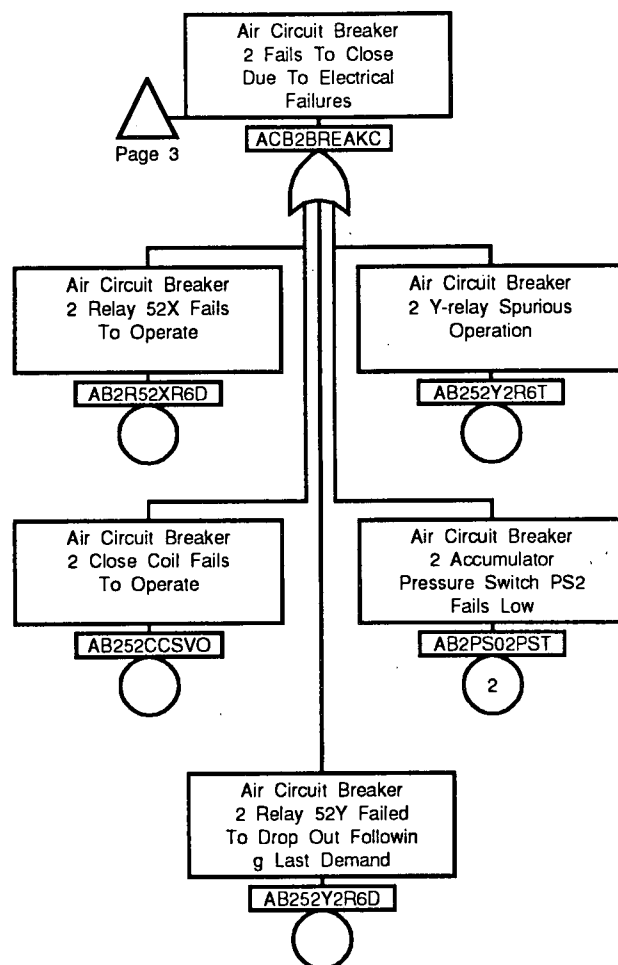 Air Circuit Breaker
2 Fails To Close
Due To Electrical
Failures
Page 3
ACB2BREAKC
Air Circuit Breaker
2 Relay 52X Fails
To Operate
AB2R52XR6D
Air Circuit Breaker
2 Y-relay Spurious
Operation
AB252Y2R6T
Air Circuit Breaker
2 Close Coil Fails
To Operate
AB252CCSVO
Air Circuit Breaker
2 Accumulator
Pressure Switch PS2
Fails Low
AB2PS02PST
2
Air Circuit Breaker
2 Relay 52Y Failed
To Drop Out Followin
g Last Demand
AB252Y2R6D